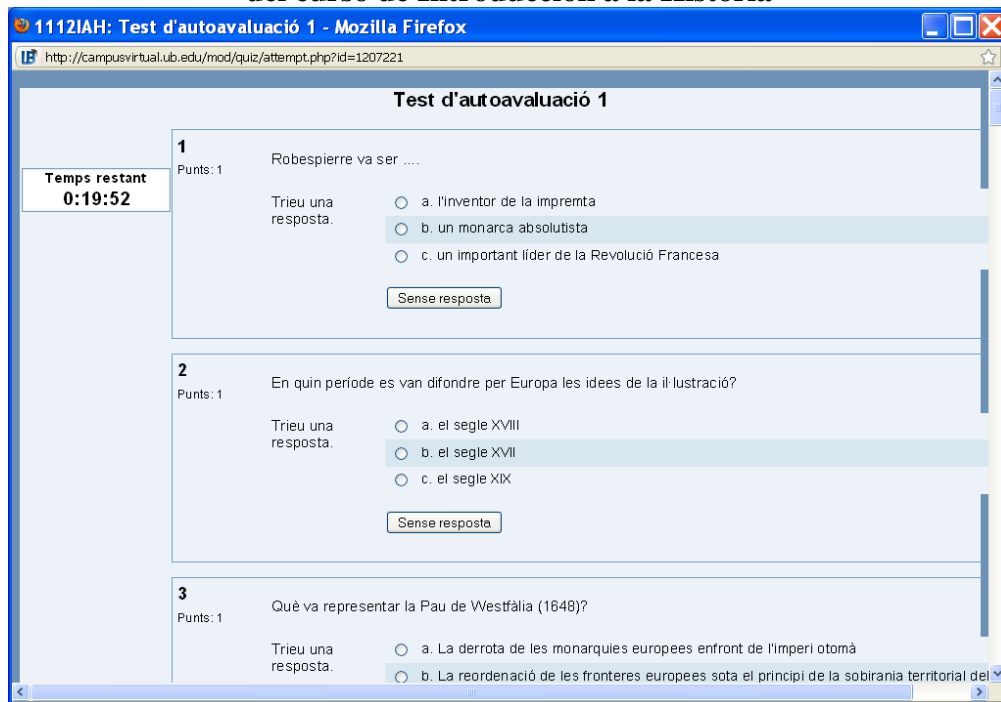 del curso de Introducción a la Historia
1112IAH: Test d'autoavaluació 1 - Mozilla Firefox
http://campusvirtual.ub.edu/mod/quiz/attempt.php?id=1207221
Test d'autoavaluació 1
Temps restant
0:19:52
1
Punts: 1
Robespierre va ser ....
Trieu una
resposta.
a. l'inventor de la impremta
b. un monarca absolutista
c. un important líder de la Revolució Francesa
Sense resposta
2
Punts: 1
En quin període es van difondre per Europa les idees de la il·lustració?
Trieu una
resposta.
a. el segle XVIII
b. el segle XVII
c. el segle XIX
Sense resposta
3
Punts: 1
Què va representar la Pau de Westfàlia (1648)?
Trieu una
resposta.
a. La derrota de les monarquies europees enfront de l'imperi otomà
b. La reordenació de les fronteres europees sota el principi de la sobirania territorial del